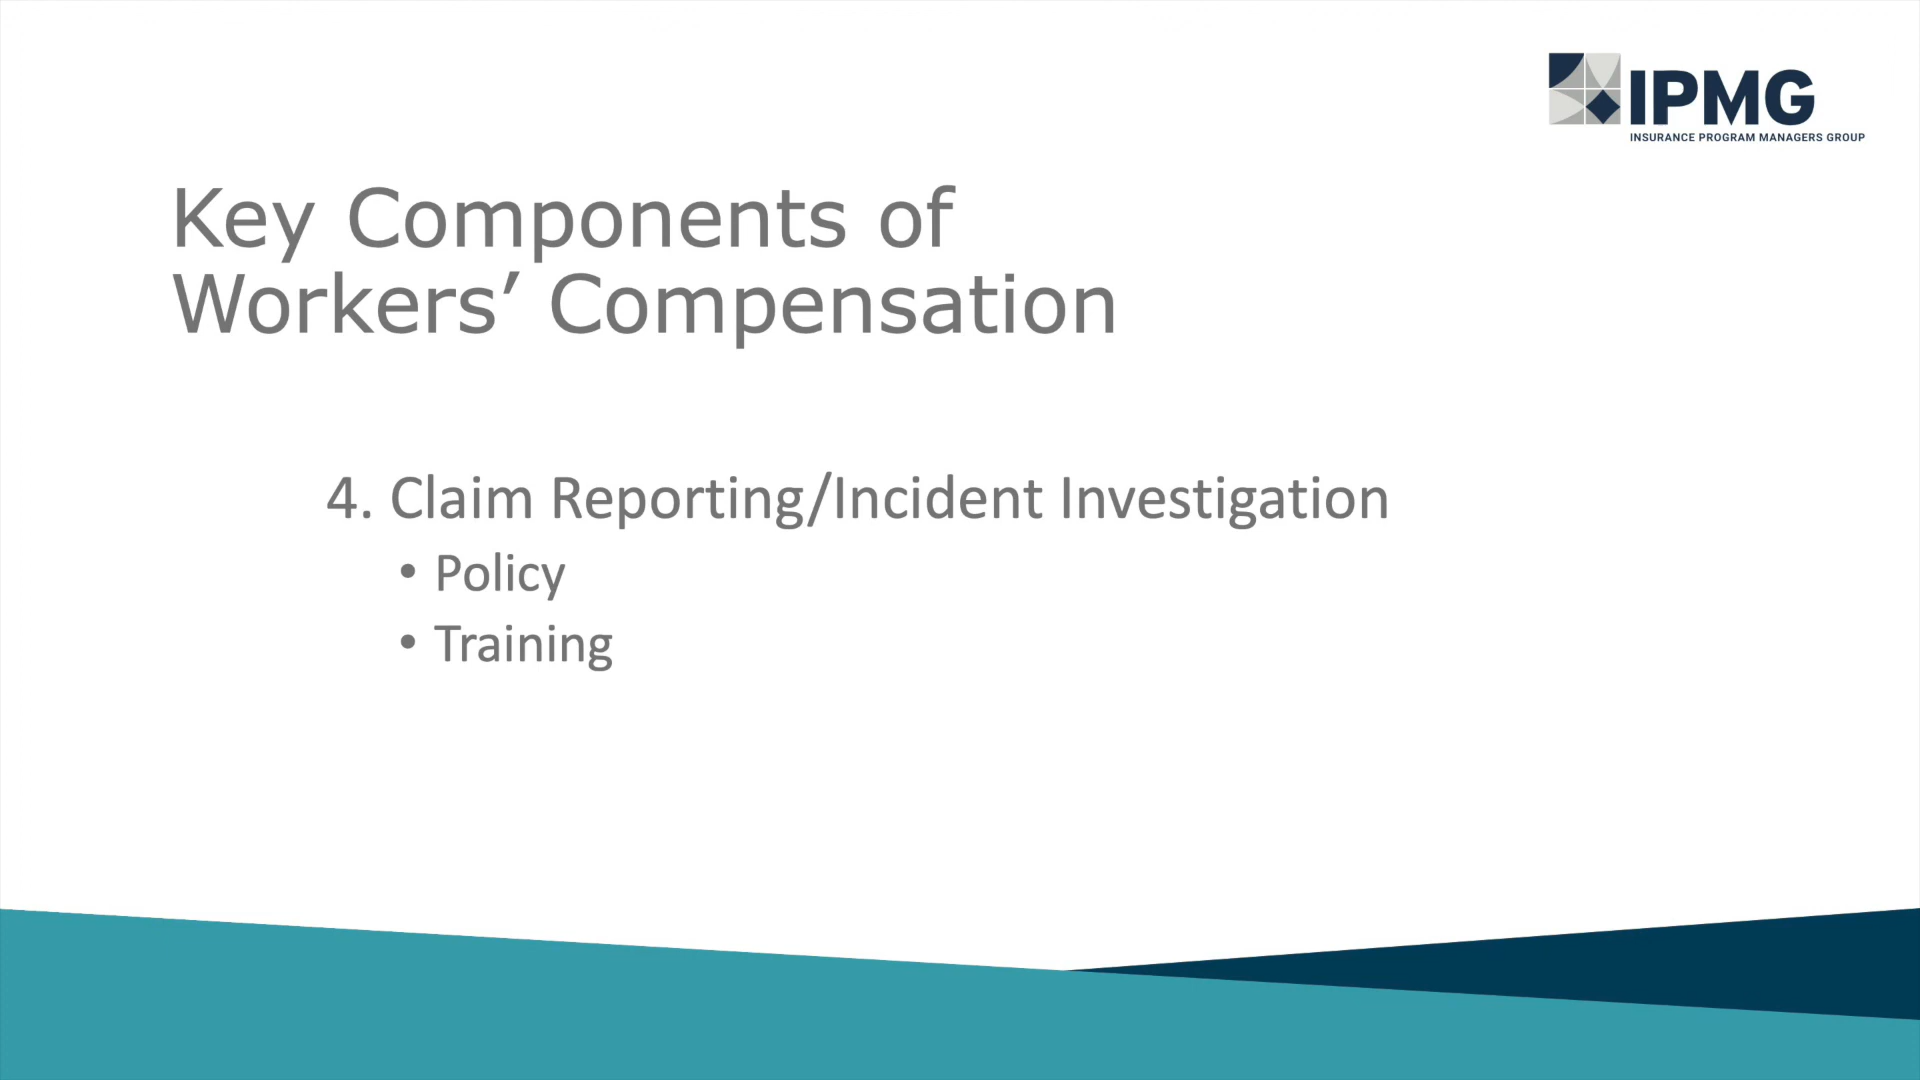 IPMG
INSURANCE PROGRAM MANAGERS GROUP
Key Components of
Workers’ Compensation
4. Claim Reporting/Incident Investigation
• Policy
• Training